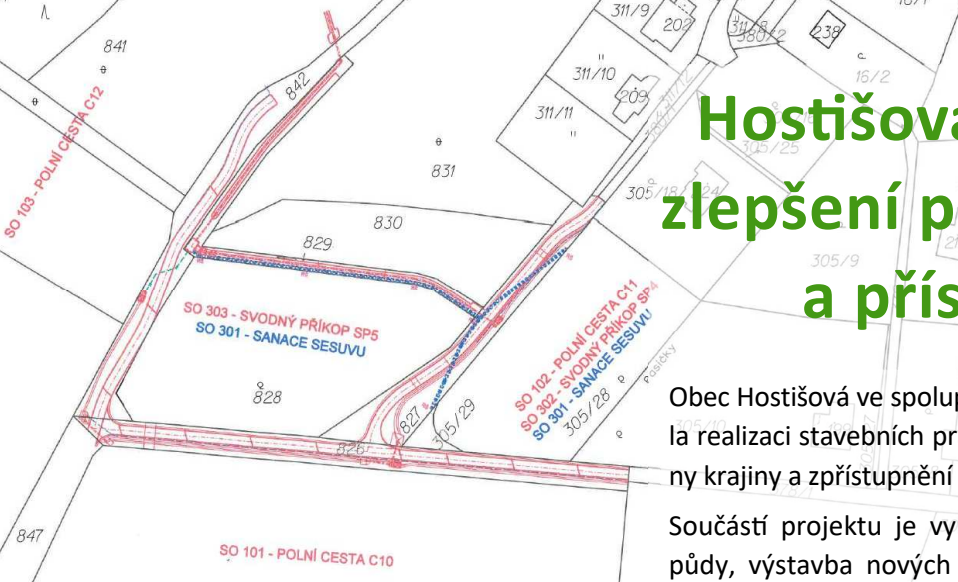 841
842
SO 103 - POLNÍ CESTA C12
831
830
829
SO 303 - SVODNÝ PŘÍKOP SP5
SO 301 - SANACE SESUVU
828
827
826
847
SO 101 - POLNÍ CESTA C10
SO 102 - POLNÍ CESTA C11
SO 302 - SVODNÝ PŘÍKOP SP4
SO 301 - SANACE SESUVU
305/29
305/28
Pasičky
311/9
202
311/10
209
311/11
238
16/2
305/25
305/18
305/9
Hostišová
zlepšení p
a přís
Obec Hostišová ve spolup
la realizaci stavebních pr
ny krajiny a zpřístupnění
Součástí projektu je vy
půdy, výstavba nových